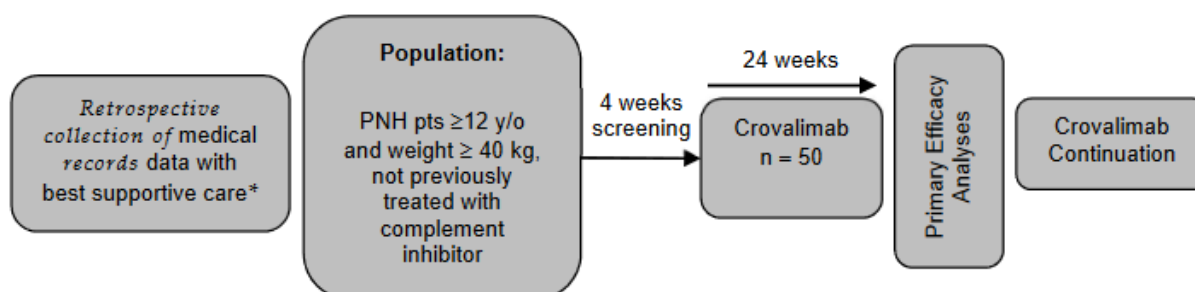 Retrospective
collection of medical
records data with
best supportive care*
Population:
PNH pts ≥12 y/o
and weight ≥ 40 kg,
not previously
treated with
complement
inhibitor
4 weeks
screening
24 weeks
Crovalimab
n = 50
Primary Efficacy
Analyses
Crovalimab
Continuation